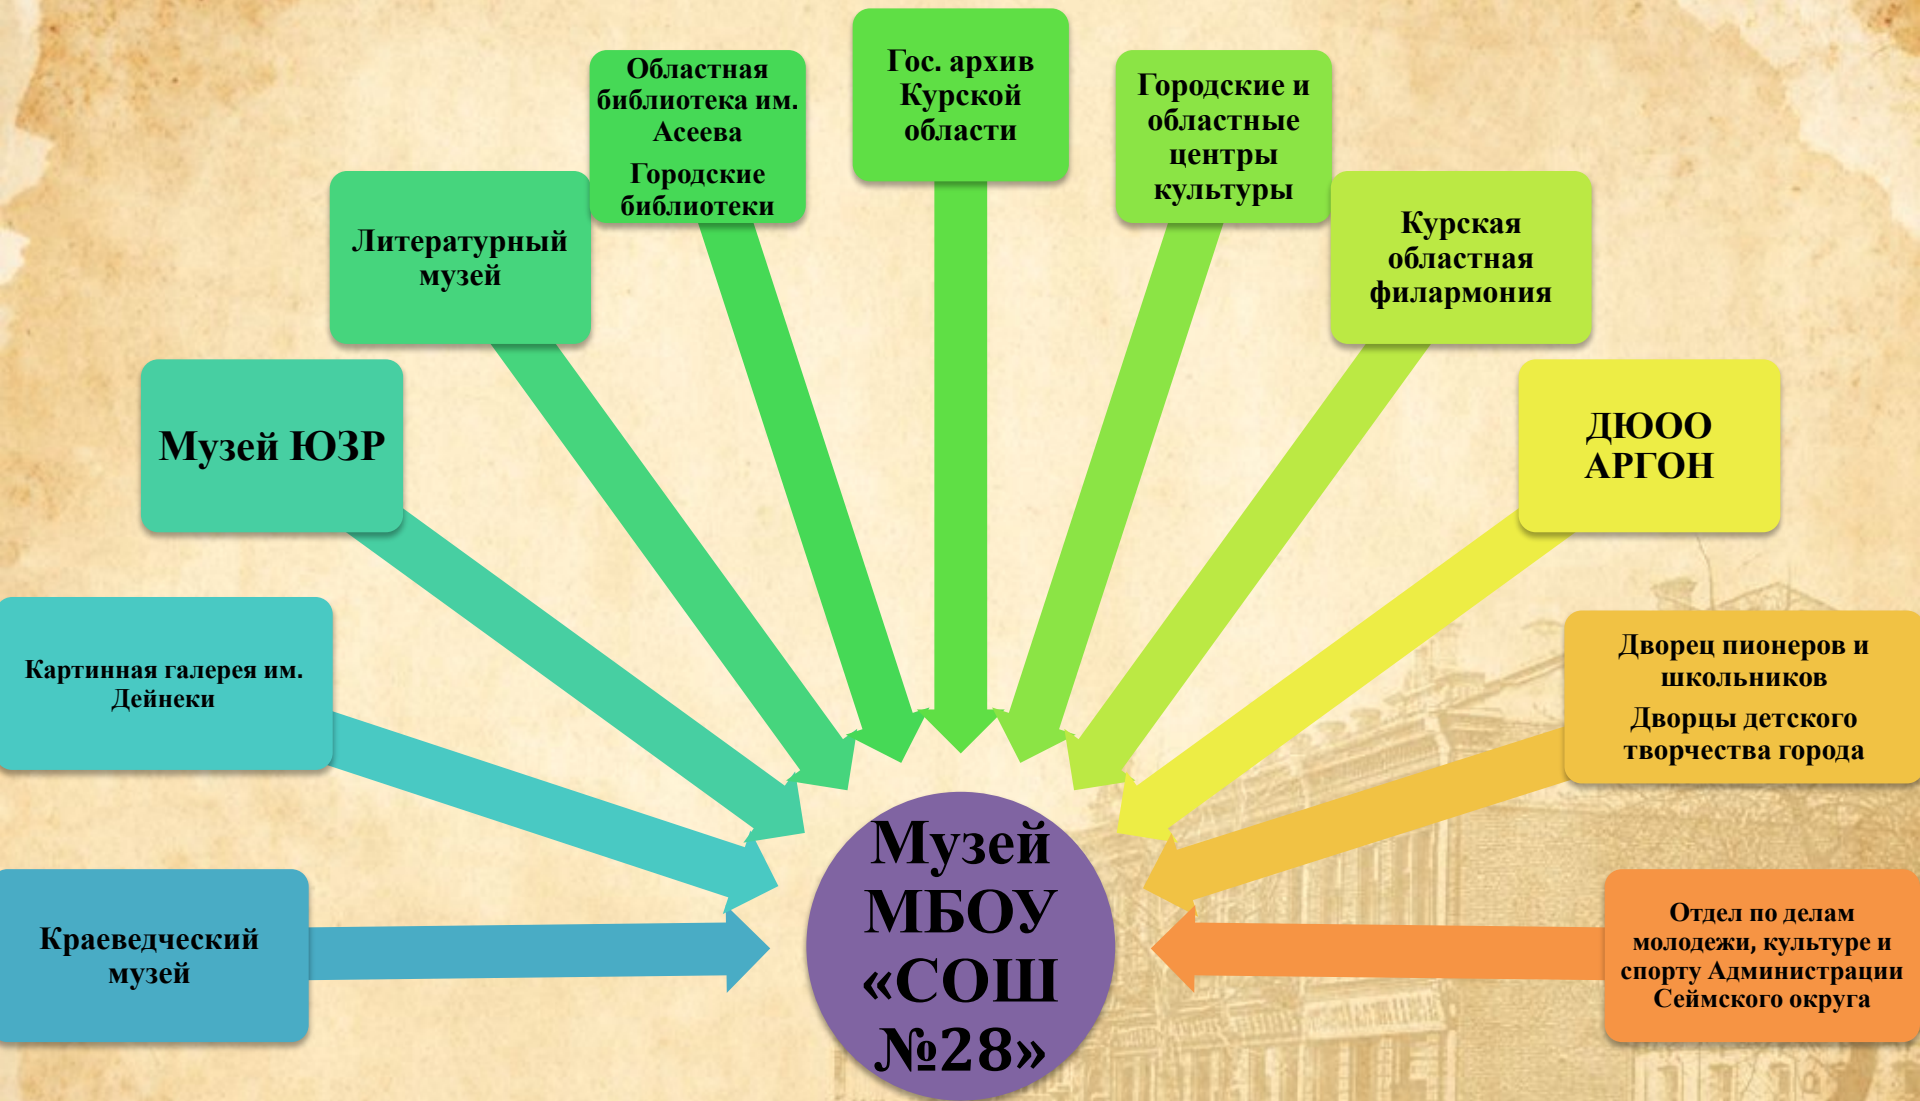 Гос. архив
Курской
области
Областная
библиотека им.
Асеева
Городские
библиотеки
Городские и
областные
центры
культуры
Литературный
музей
Курская
областная
филармония
Музей ЮЗР
ДЮОО
АРГОН
Картинная галерея им.
Дейнеки
Дворец пионеров и
школьников
Дворцы детского
творчества города
Краеведческий
музей
Отдел по делам
молодежи, культуре и
спорту Администрации
Сеймского округа
Музей
МБОУ
«СОШ
№28»